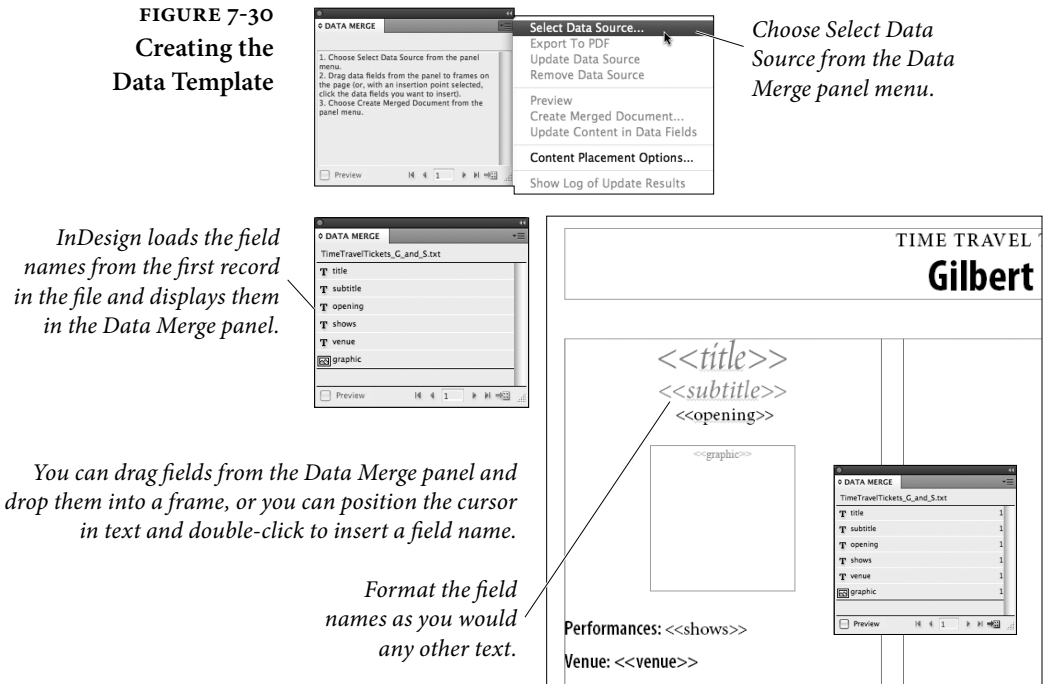 FIGURE 7-30
Creating the
Data Template
DATA MERGE
1. Choose Select Data Source from the panel
menu.
2. Drag data fields from the panel to frames on
the page (or, with an insertion point selected,
click the data fields you want to insert).
3. Choose Create Merged Document from the
panel menu.
Preview
1
Select Data Source...
Export To PDF
Update Data Source
Remove Data Source
Preview
Create Merged Document...
Update Content in Data Fields
Content Placement Options...
Show Log of Update Results
Choose Select Data
Source from the Data
Merge panel menu.
InDesign loads the field
names from the first record
in the file and displays them
in the Data Merge panel.
DATA MERGE
TimeTravelTickets_G_and_S.txt
T title
T subtitle
T opening
T shows
T venue
graphic
Preview
1
TIME TRAVEL
Gilbert
<<title>>
<<subtitle>>
<<opening>>
<<graphic>>
Performances: <<shows>>
Venue: <<venue>>
DATA MERGE
TimeTravelTickets_G_and_S.txt
T title 1
T subtitle 1
T opening 1
T shows 1
T venue 1
graphic 1
Preview
1
You can drag fields from the Data Merge panel and
drop them into a frame, or you can position the cursor
in text and double-click to insert a field name.
Format the field
names as you would
any other text.